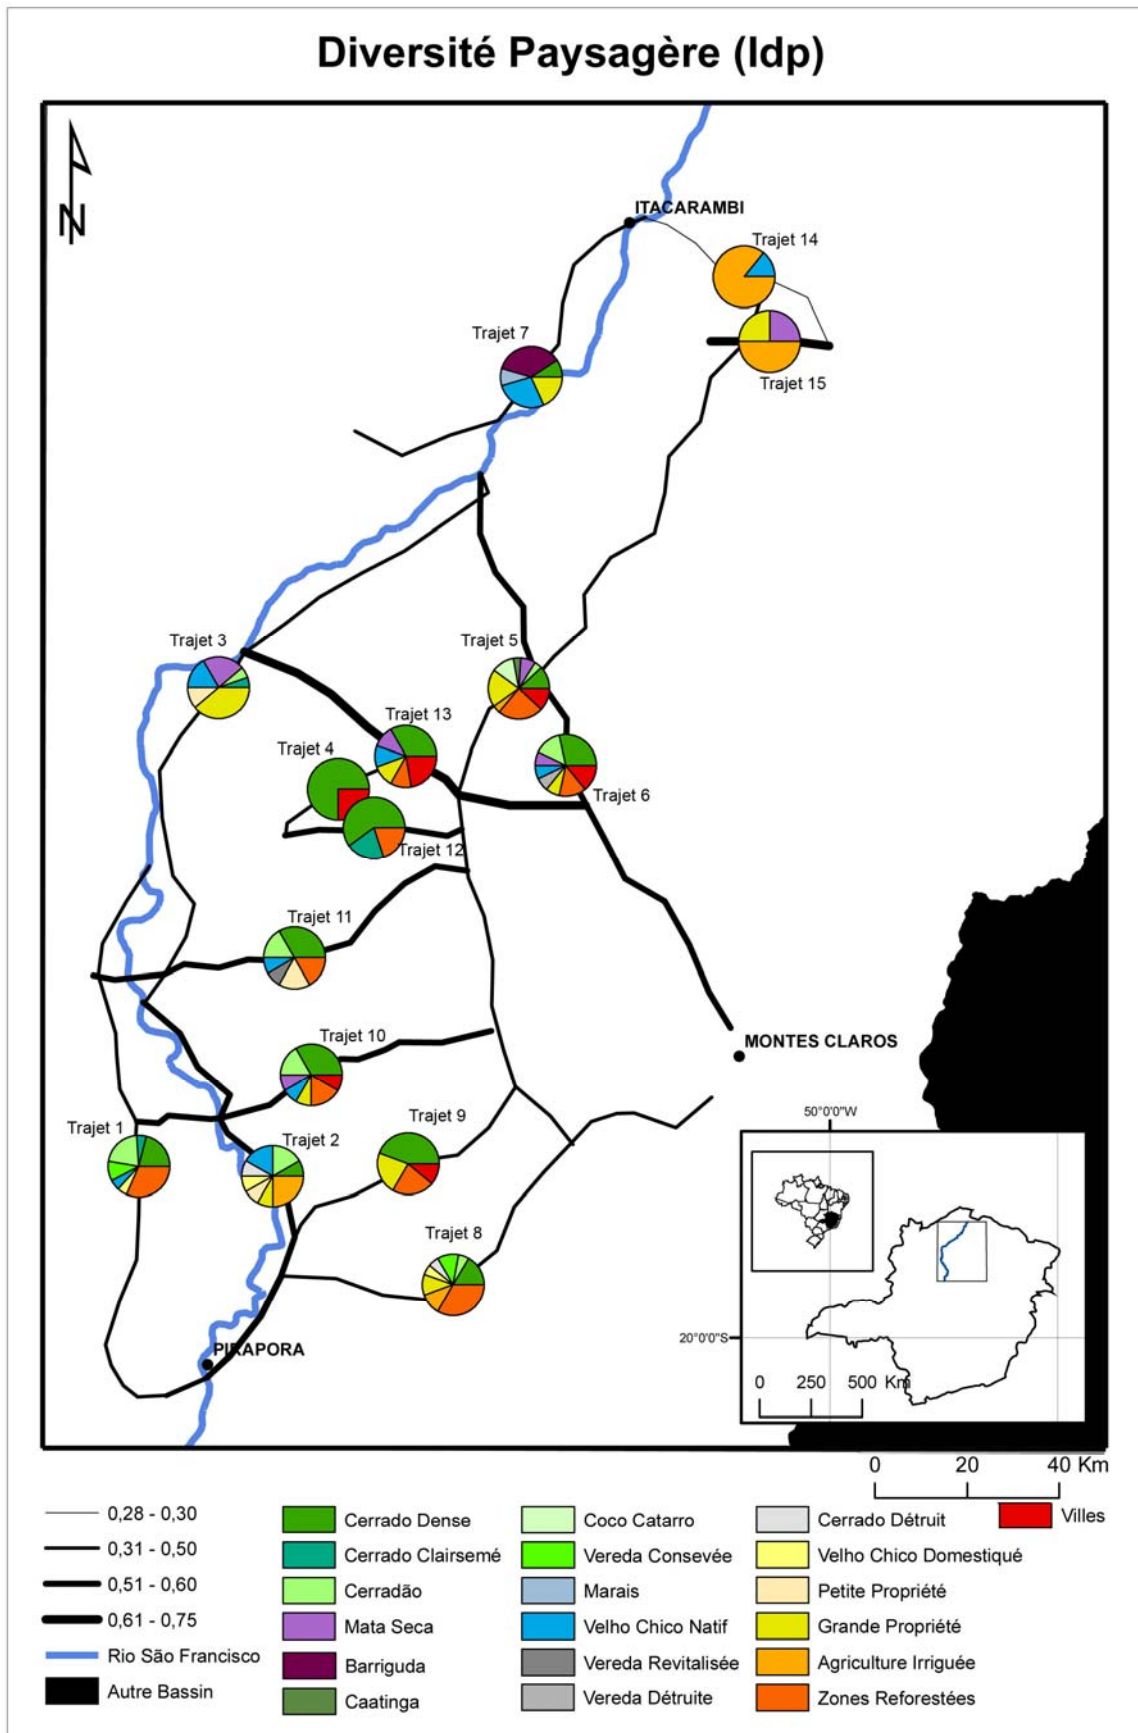 Diversité Paysagère (Idp)
N
ITACARAMBI
Trajet 14
Trajet 7
Trajet 15
Trajet 3
Trajet 5
Trajet 13
Trajet 4
Trajet 6
Trajet 12
Trajet 11
Trajet 10
MONTES CLAROS
Trajet 9
Trajet 1
Trajet 2
50°0'0"W
Trajet 8
20°0'0"S
PIRAPORA
0 250 500 Km
0 20 40 Km
0,28 - 0,30
0,31 - 0,50
0,51 - 0,60
0,61 - 0,75
Rio São Francisco
Autre Bassin
Cerrado Dense
Cerrado Clairsemé
Cerradão
Mata Seca
Barriguda
Caatinga
Coco Catarro
Vereda Consevée
Marais
Velho Chico Natif
Vereda Revitalisée
Vereda Détruite
Cerrado Détruit
Velho Chico Domestiqué
Petite Propriété
Grande Propriété
Agriculture Irriguée
Zones Reforestées
Villes